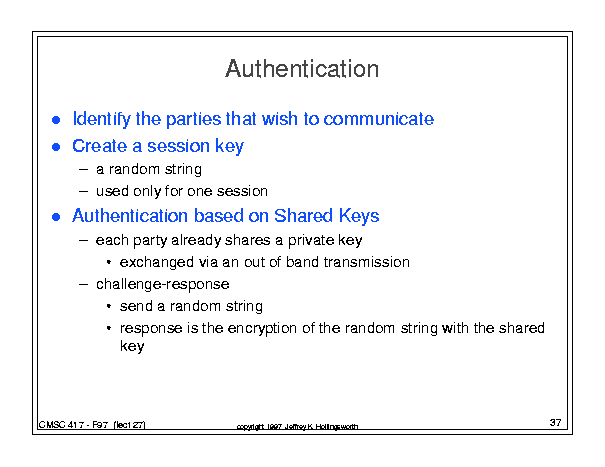 Authentication
● Identify the parties that wish to communicate
● Create a session key
– a random string
– used only for one session
● Authentication based on Shared Keys
– each party already shares a private key
• exchanged via an out of band transmission
– challenge-response
• send a random string
• response is the encryption of the random string with the shared
key
CMSC 417 - F97 (lect 27)
copyright 1997 Jeffrey K. Hollingsworth
37